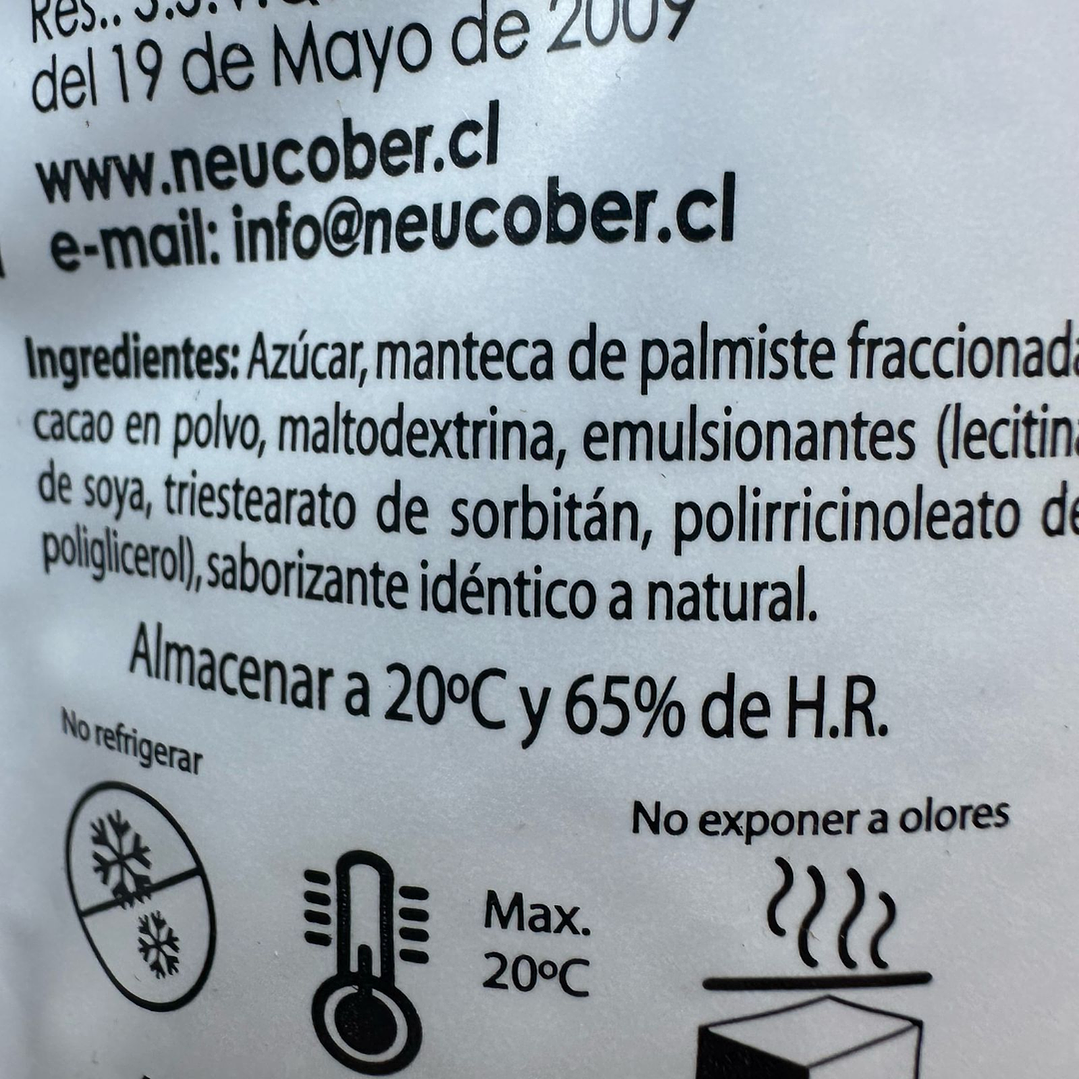 Res..
del 19 de Mayo de 2009
www.neucober.cl
e-mail: info@neucober.cl
Ingredientes: Azúcar, manteca de palmiste fraccionada
cacao en polvo, maltodextrina, emulsionantes (lecitina
de soya, triestearato de sorbitán, polirricinoleato de
poliglicerol), saborizante idéntico a natural.
Almacenar a 20ºC y 65% de H.R.
No refrigerar
No exponer a olores
Max.
20ºC